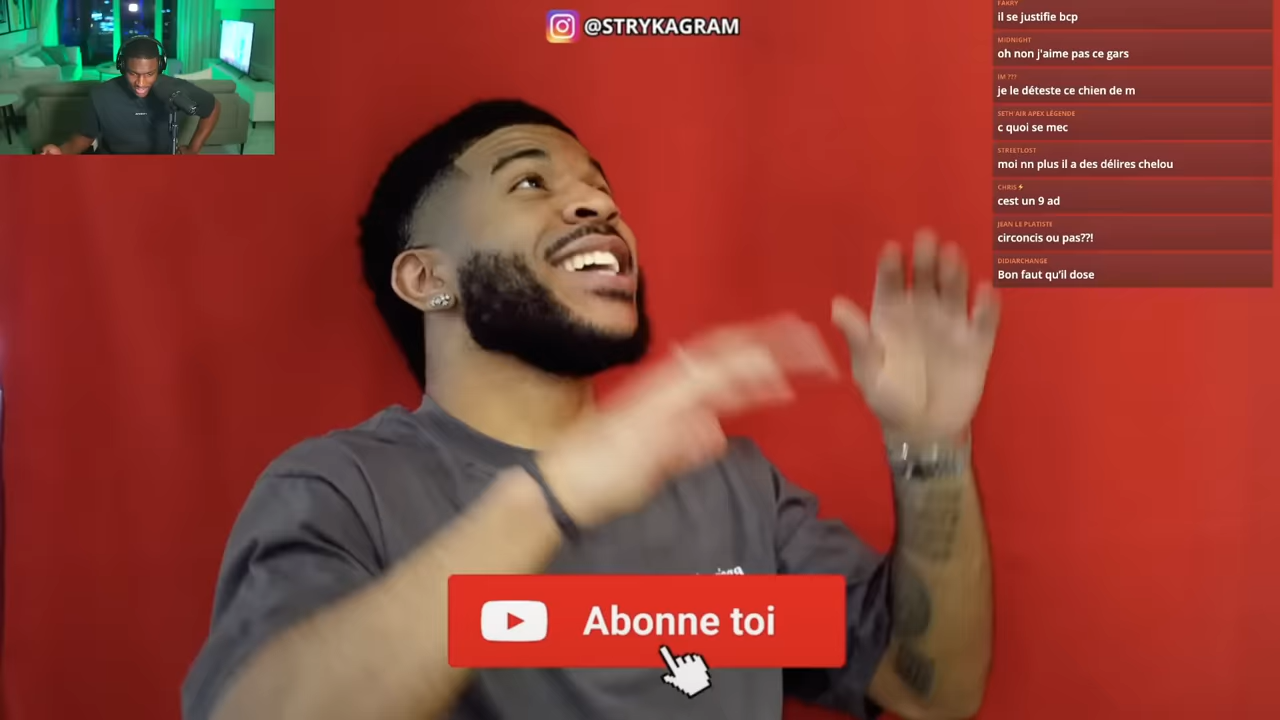 @STRYKAGRAM
FAKRY
il se justifie bcp
MIDNIGHT
oh non j'aime pas ce gars
IM ???
je le déteste ce chien de m
SETH AIR APEX LÉGENDE
c quoi se mec
STREETLOST
moi nn plus il a des délires chelou
CHRIS⚡
cest un 9 ad
JEAN LE PLATISTE
circoncis ou pas??!
DIDIARCHANGE
Bon faut qu'il dose
Abonne toi